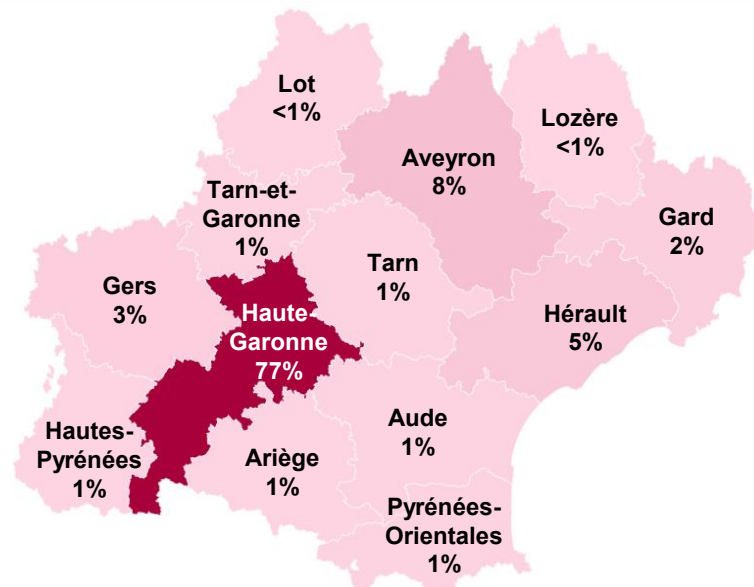 Lot
<1%
Lozère
<1%
Aveyron
8%
Tarn-et-
Garonne
1%
Gard
2%
Tarn
1%
Gers
3%
Haute-
Garonne
77%
Hérault
5%
Aude
1%
Hautes-
Pyrénées
1%
Ariège
1%
Pyrénées-
Orientales
1%